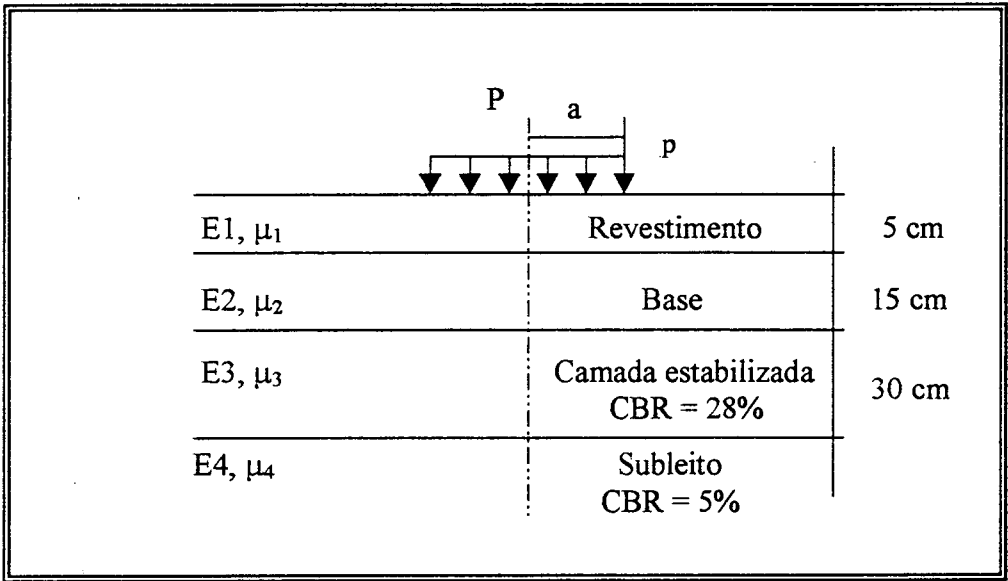 P
a
p
E1, μ1 Revestimento 5 cm
E2, μ2 Base 15 cm
E3, μ3 Camada estabilizada 30 cm
CBR = 28%
E4, μ4 Subleito
CBR = 5%